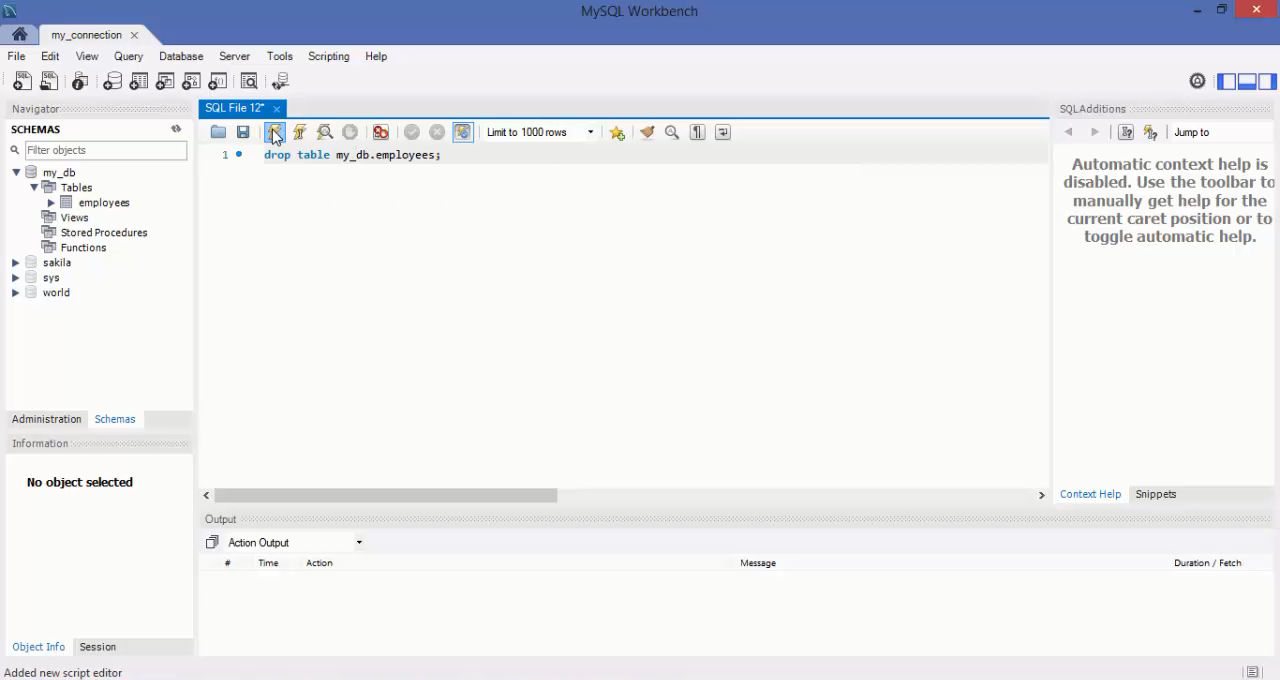 MySQL Workbench
my_connection
File Edit View Query Database Server Tools Scripting Help
Navigator
SCHEMAS
Filter objects
my_db
Tables
employees
Views
Stored Procedures
Functions
sakila
sys
world
Administration Schemas
Information
No object selected
Object Info Session
SQL File 12*
Limit to 1000 rows
1 drop table my_db.employees;
SQLAdditions
Jump to
Automatic context help is
disabled. Use the toolbar to
manually get help for the
current caret position or to
toggle automatic help.
Context Help Snippets
Output
Action Output
# Time Action Message Duration / Fetch
Added new script editor